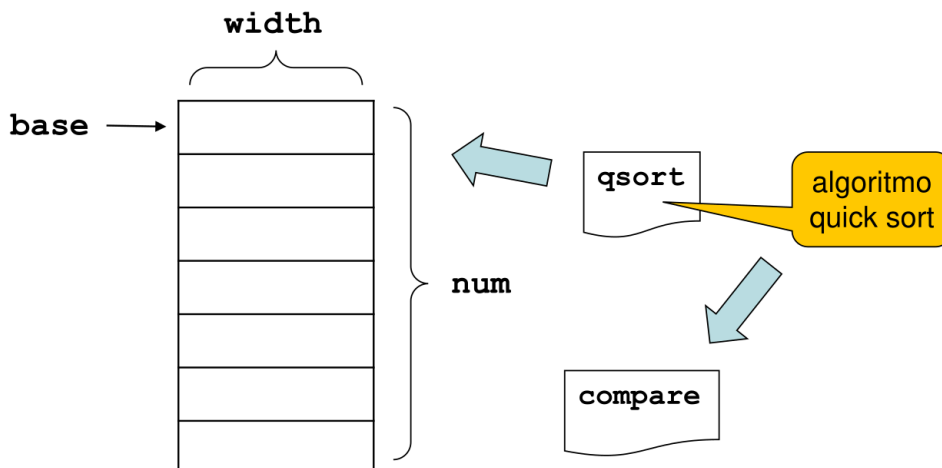 width
base
qsort
algoritmo
quick sort
num
compare